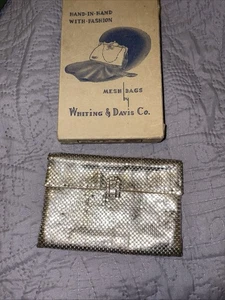 HAND-IN-HAND
WITH-FASHION
MESH BAGS
by
WHITING & DAVIS CO.